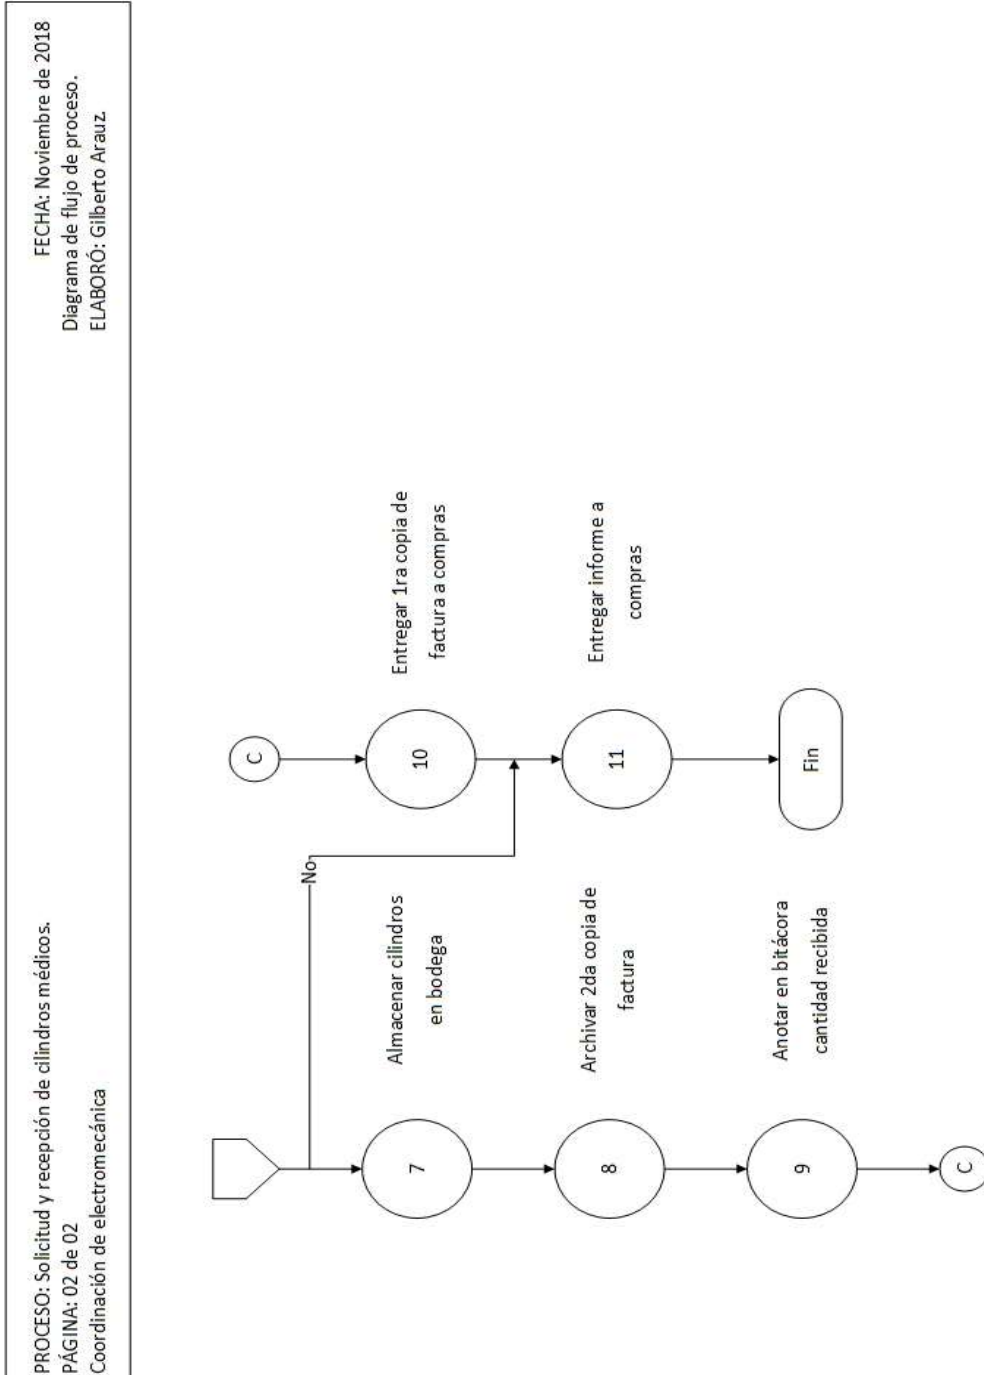 PROCESO: Solicitud y recepción de cilindros médicos.
PÁGINA: 02 de 02
Coordinación de electromecánica
FECHA: Noviembre de 2018
Diagrama de flujo de proceso.
ELABORÓ: Gilberto Arauz.
No
7
Almacenar cilindros
en bodega
8
Archivar 2da copia de
factura
9
Anotar en bitácora
cantidad recibida
C
C
10
Entregar 1ra copia de
factura a compras
11
Entregar informe a
compras
Fin